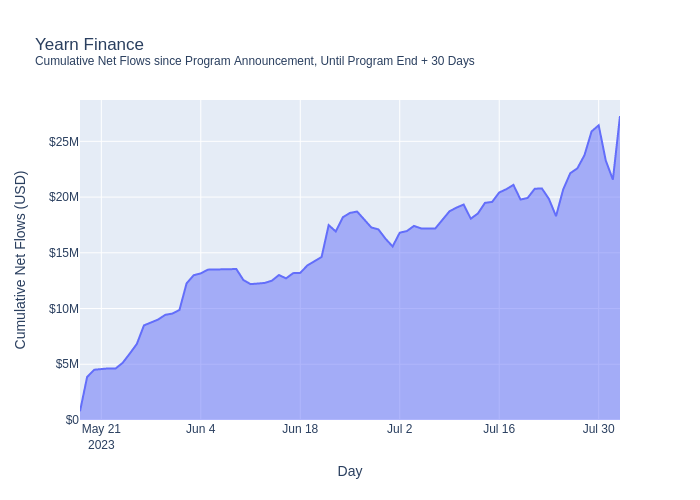 Yearn Finance
Cumulative Net Flows since Program Announcement, Until Program End + 30 Days
Cumulative Net Flows (USD)
$25M
$20M
$15M
$10M
$5M
$0
May 21
2023
Jun 4
Jun 18
Jul 2
Jul 16
Jul 30
Day